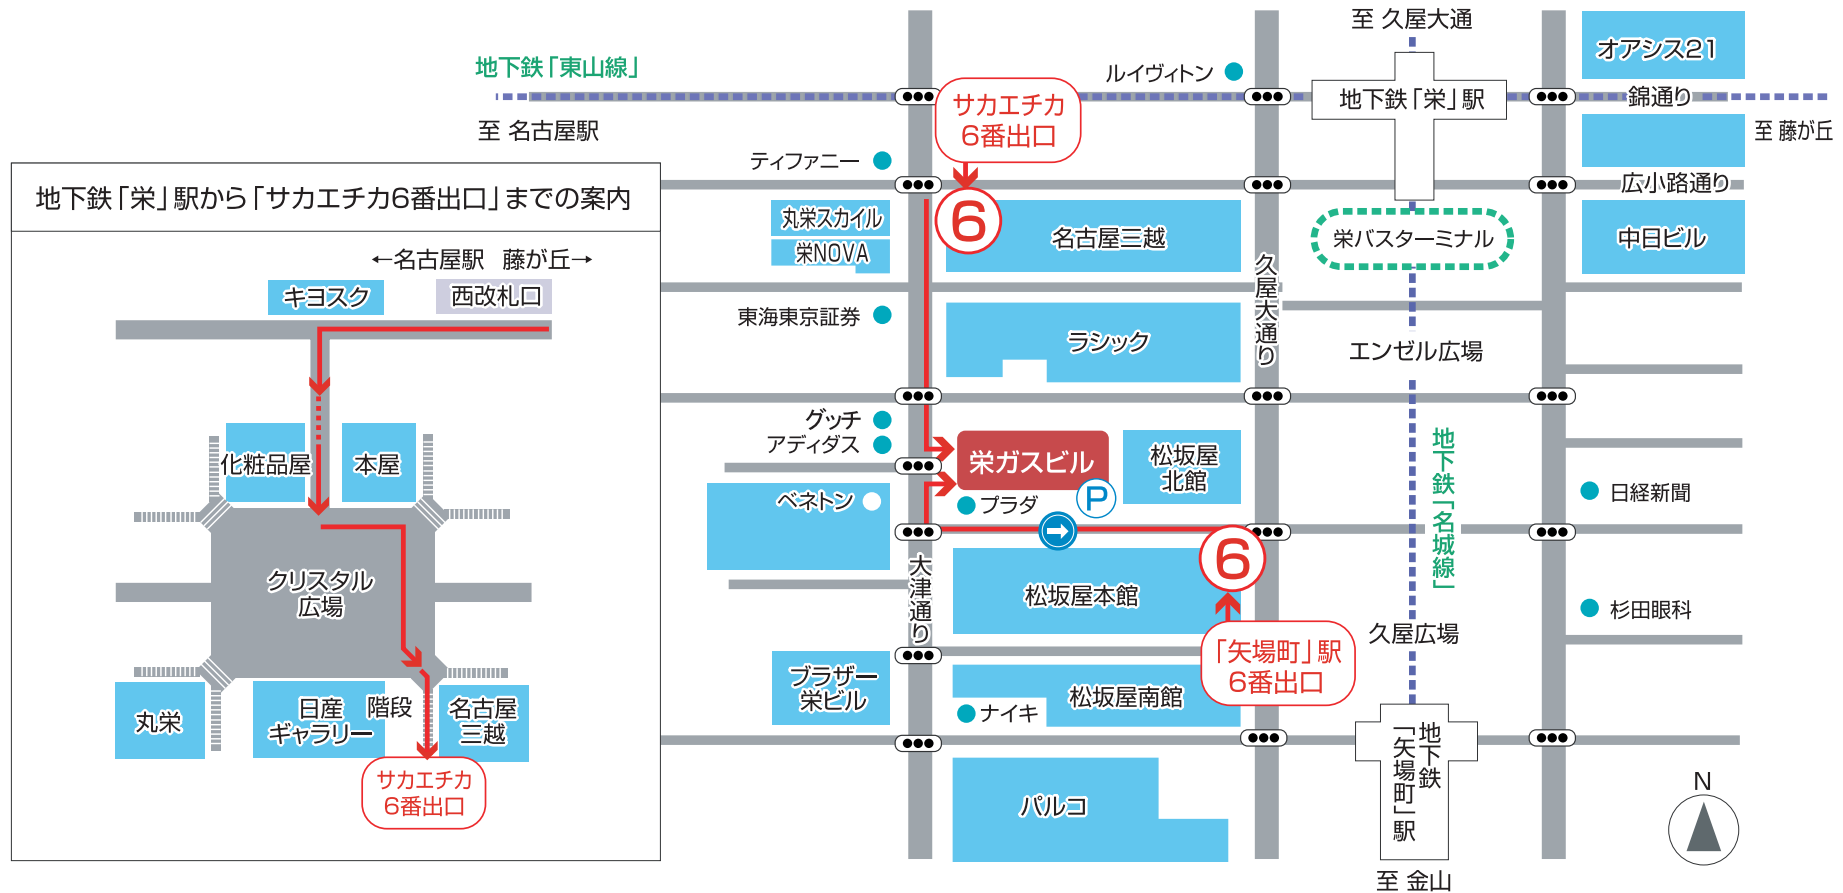 地下鉄「栄」駅から「サカエチカ6番出口」までの案内
←名古屋駅 藤が丘→
キヨスク
西改札口
化粧品屋
本屋
クリスタル
広場
丸栄
日産
ギャラリー
階段
名古屋
三越
サカエチカ
6番出口
至 久屋大通
オアシス21
地下鉄「東山線」
ルイヴィトン
サカエチカ
6番出口
地下鉄「栄」駅
錦通り
至 名古屋駅
至 藤が丘
ティファニー
広小路通り
丸栄スカイル
栄NOVA
6
名古屋三越
栄バスターミナル
中日ビル
久屋大通り
東海東京証券
ラシック
エンゼル広場
グッチ
アディダス
栄ガスビル
松坂屋
北館
地下鉄「名城線」
ベネトン
プラダ
P
日経新聞
6
大津通り
松坂屋本館
杉田眼科
久屋広場
「矢場町」駅
6番出口
ブラザー
栄ビル
松坂屋南館
ナイキ
地下鉄
「矢場町」駅
パルコ
N
至 金山